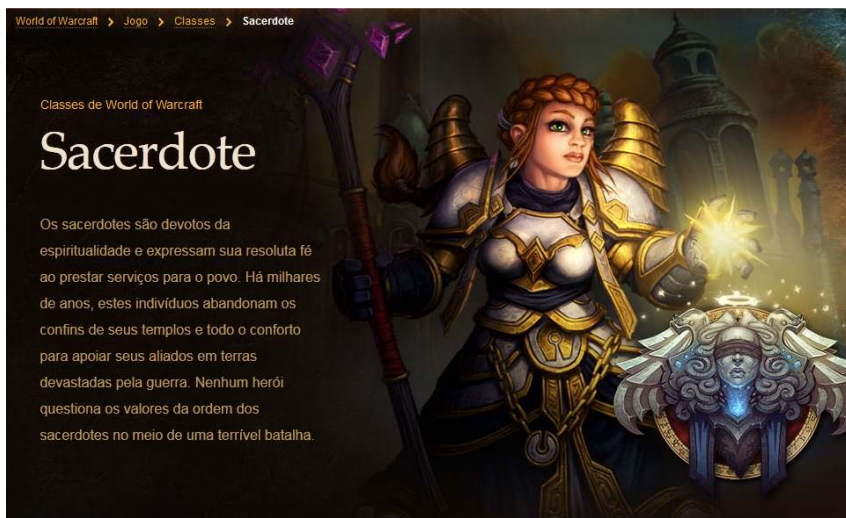 World of Warcraft > Jogo > Classes > Sacerdote
Classes de World of Warcraft
Sacerdote
Os sacerdotes são devotos da
espiritualidade e expressam sua resoluta fé
ao prestar serviços para o povo. Há milhares
de anos, estes indivíduos abandonam os
confins de seus templos e todo o conforto
para apoiar seus aliados em terras
devastadas pela guerra. Nenhum herói
questiona os valores da ordem dos
sacerdotes no meio de uma terrível batalha.